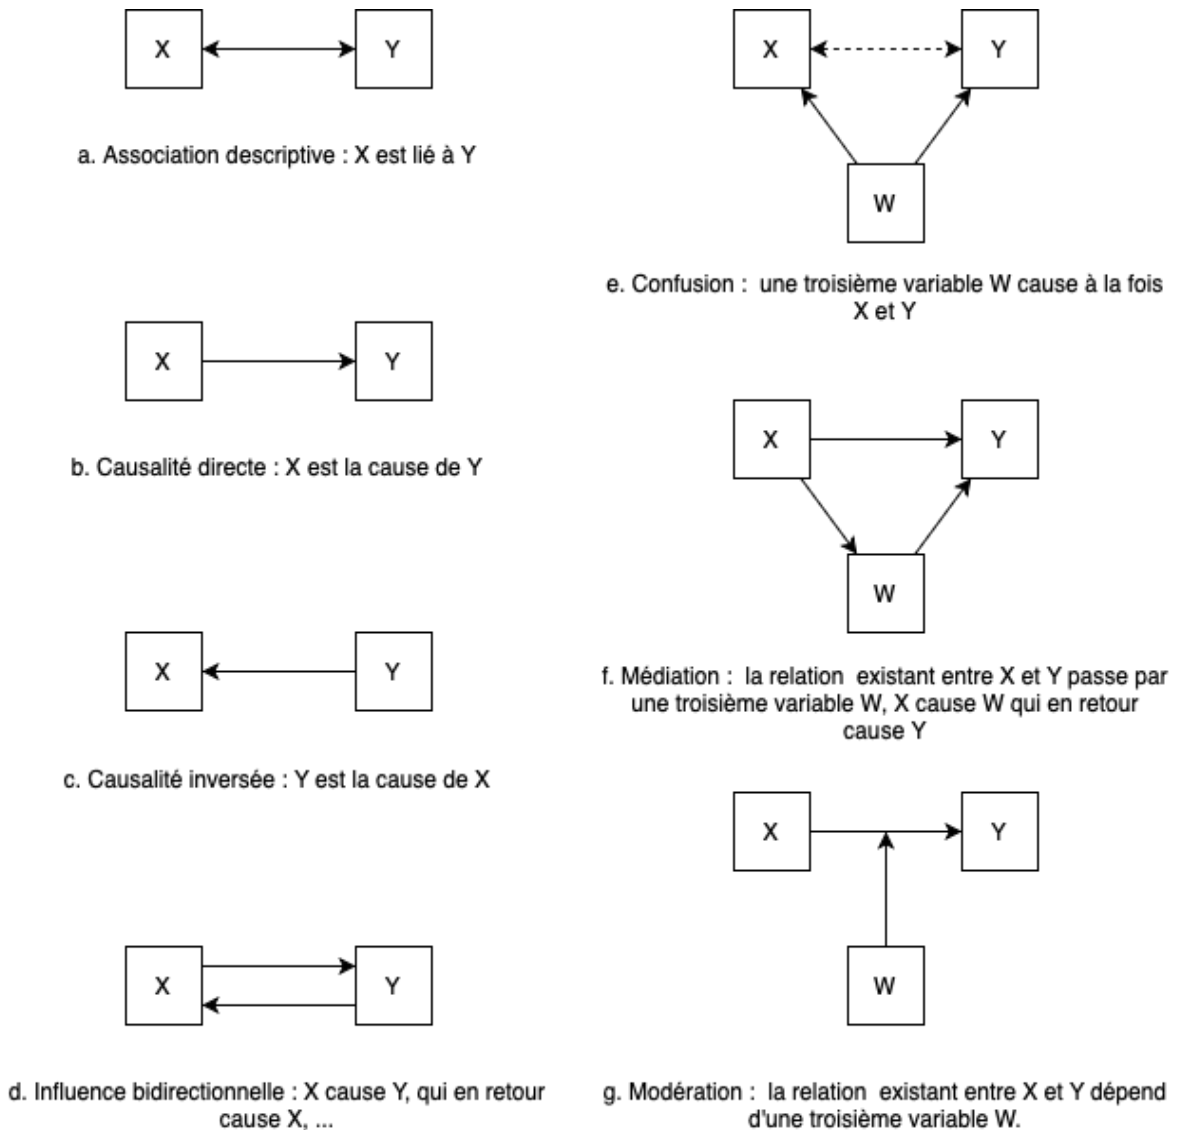 X
Y
a. Association descriptive : X est lié à Y
X
Y
b. Causalité directe : X est la cause de Y
X
Y
c. Causalité inversée : Y est la cause de X
X
Y
d. Influence bidirectionnelle : X cause Y, qui en retour
cause X, ...
X
Y
W
e. Confusion : une troisième variable W cause à la fois
X et Y
X
Y
W
f. Médiation : la relation existant entre X et Y passe par
une troisième variable W, X cause W qui en retour
cause Y
X
Y
W
g. Modération : la relation existant entre X et Y dépend
d'une troisième variable W.